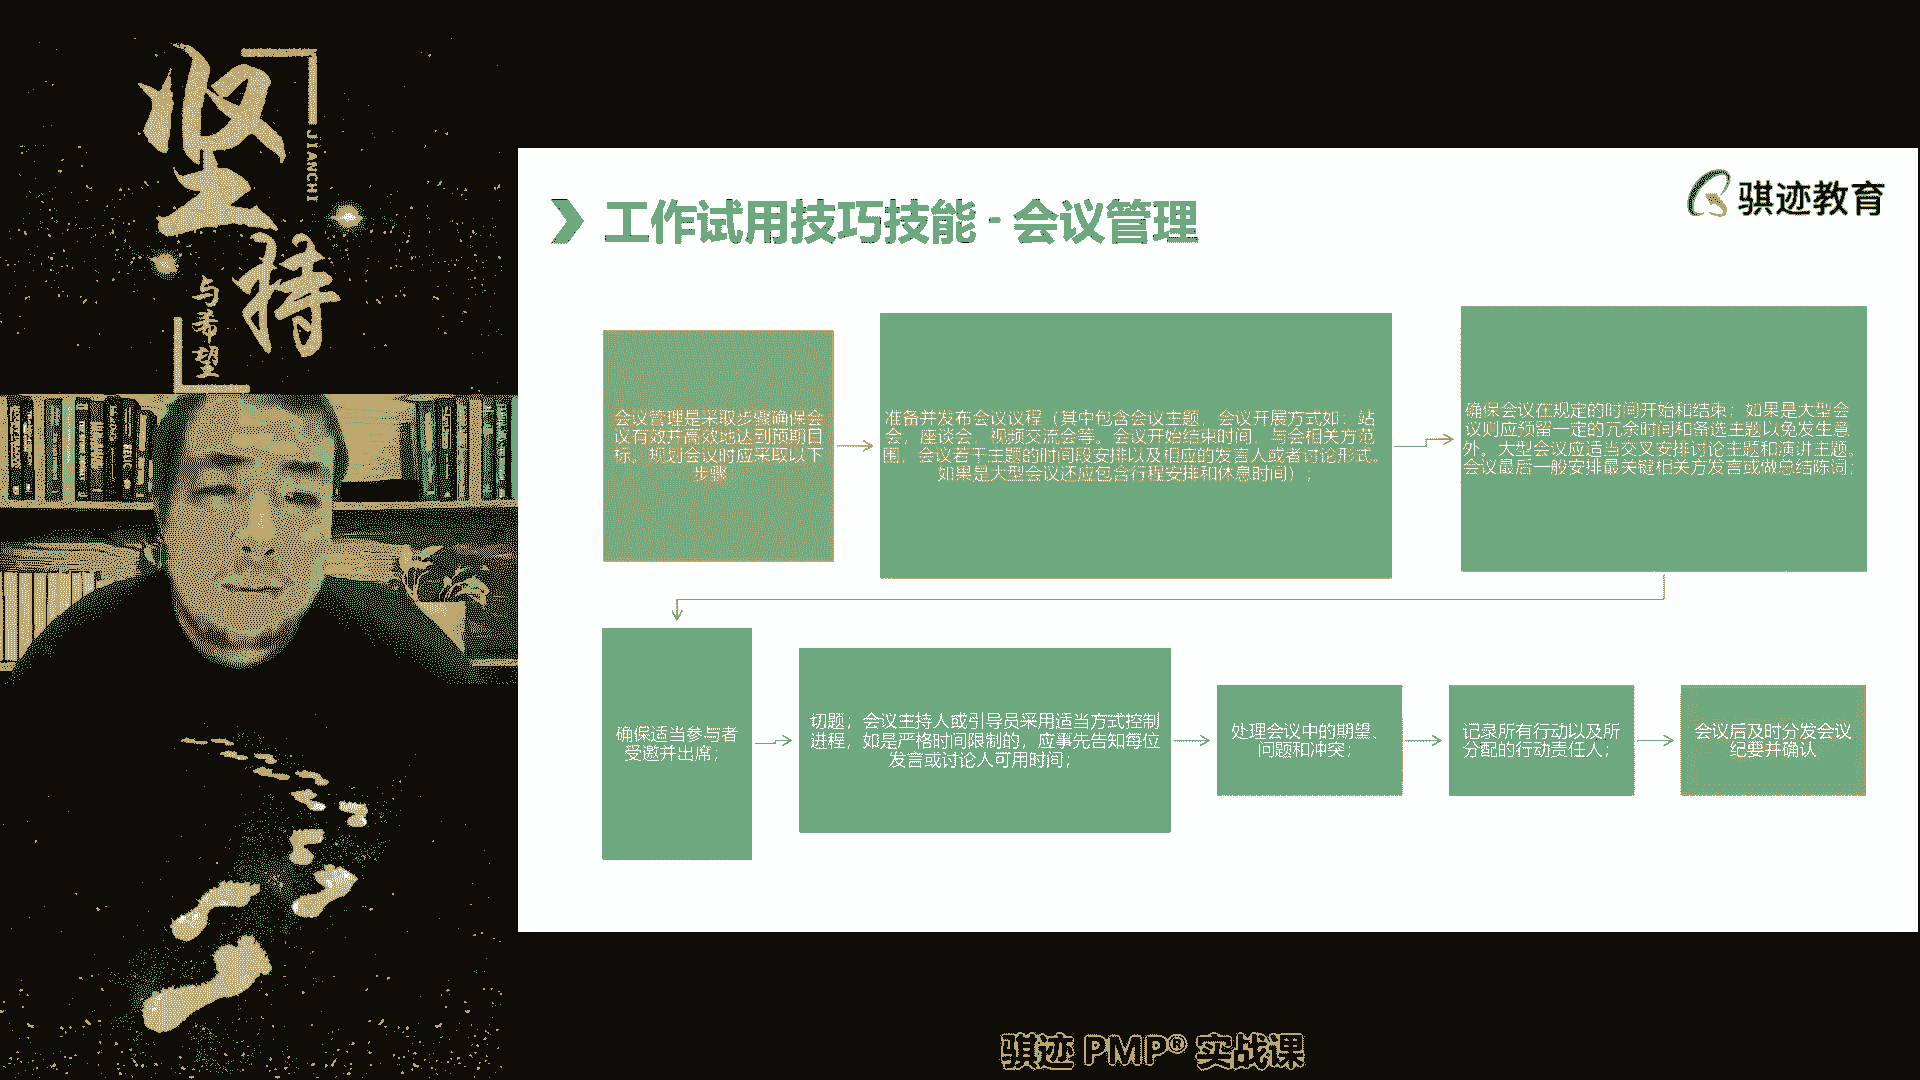 坚
持
JIANCHI
与
希
望
工作试用技巧技能 - 会议管理
骐迹教育
会议管理是采取步骤确保会
议有效并高效地达到预期目
标。规划会议时应采取以下
步骤:
准备并发布会议议程（其中包含会议主题、会议开展方式如：站
会，座谈会，视频交流会等。会议开始结束时间，与会相关方范
围，会议若干主题的时间段安排以及相应的发言人或者讨论形式。
如果是大型会议还应包含行程安排和休息时间）；
确保会议在规定的时间开始和结束；如果是大型会
议则应预留一定的冗余时间和备选主题以免发生意
外。大型会议应适当交叉安排讨论主题和演讲主题。
会议最后一般安排最关键相关方发言或做总结陈词；
确保适当参与者
受邀并出席；
切题；会议主持人或引导员采用适当方式控制
进程，如是严格时间限制的，应事先告知每位
发言或讨论人可用时间；
处理会议中的期望、
问题和冲突；
记录所有行动以及所
分配的行动责任人；
会议后及时分发会议
纪要并确认
骐迹 PMP® 实战课